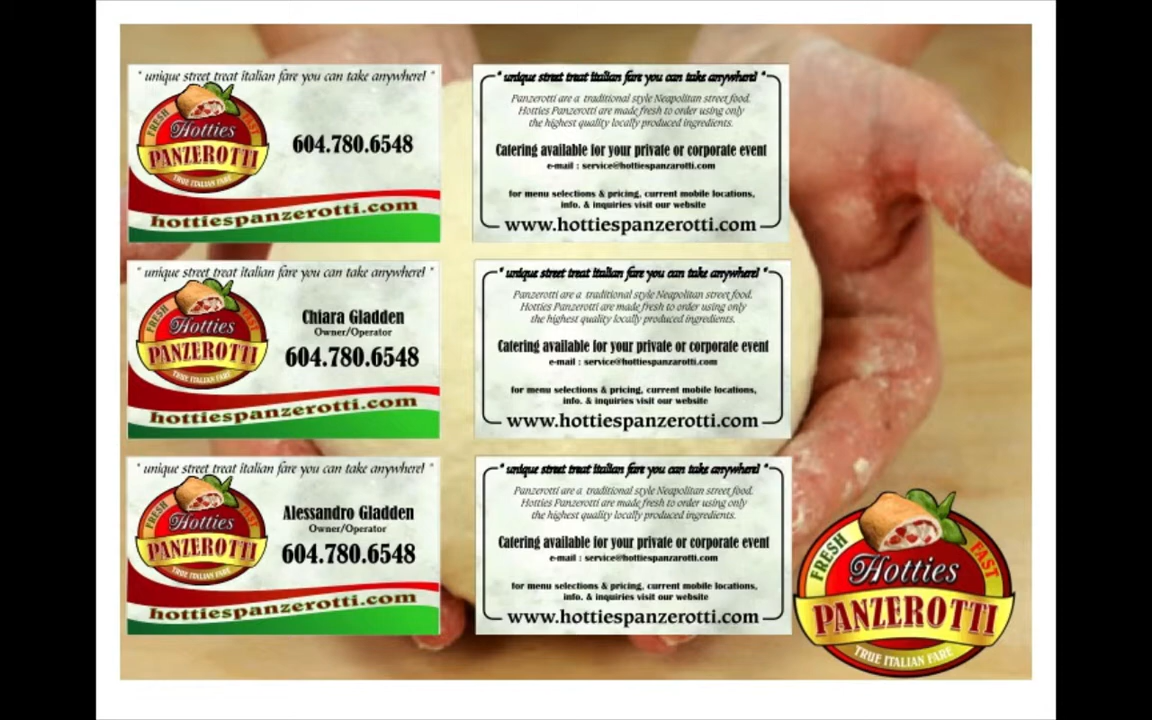 " unique street treat italian fare you can take anywhere! "
FRESH FAST
Hotties
PANZEROTTI
TRUE ITALIAN FARE
604.780.6548
hottiespanzerotti.com
" unique street treat italian fare you can take anywhere! "
Panzerotti are a traditional style Neapolitan street food.
Hotties Panzerotti are made fresh to order using only
the highest quality locally produced ingredients.
Catering available for your private or corporate event
e-mail : service@hottiespanzarotti.com
for menu selections & pricing, current mobile locations,
info. & inquiries visit our website
www.hottiespanzerotti.com
" unique street treat italian fare you can take anywhere! "
FRESH FAST
Hotties
PANZEROTTI
TRUE ITALIAN FARE
Chiara Gladden
Owner/Operator
604.780.6548
hottiespanzerotti.com
" unique street treat italian fare you can take anywhere! "
Panzerotti are a traditional style Neapolitan street food.
Hotties Panzerotti are made fresh to order using only
the highest quality locally produced ingredients.
Catering available for your private or corporate event
e-mail : service@hottiespanzarotti.com
for menu selections & pricing, current mobile locations,
info. & inquiries visit our website
www.hottiespanzerotti.com
" unique street treat italian fare you can take anywhere! "
FRESH FAST
Hotties
PANZEROTTI
TRUE ITALIAN FARE
Alessandro Gladden
Owner/Operator
604.780.6548
hottiespanzerotti.com
" unique street treat italian fare you can take anywhere! "
Panzerotti are a traditional style Neapolitan street food.
Hotties Panzerotti are made fresh to order using only
the highest quality locally produced ingredients.
Catering available for your private or corporate event
e-mail : service@hottiespanzarotti.com
for menu selections & pricing, current mobile locations,
info. & inquiries visit our website
www.hottiespanzerotti.com
FRESH FAST
Hotties
PANZEROTTI
TRUE ITALIAN FARE